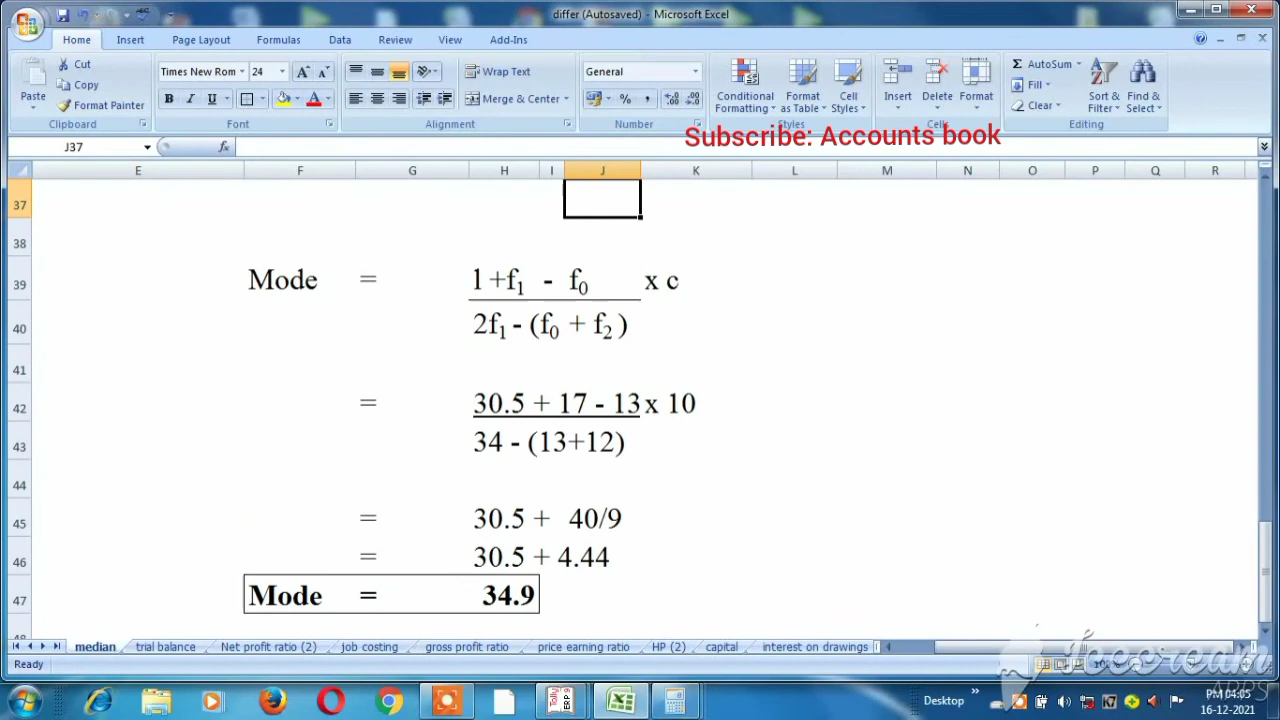 differ (Autosaved) - Microsoft Excel
Home Insert Page Layout Formulas Data Review View Add-Ins
Paste Cut Copy Format Painter Clipboard
Times New Rom 24 B I U Font
Wrap Text Merge & Center Alignment
General % , Number
Conditional Formatting Format as Table Cell Styles Styles
Insert Delete Format Cells
AutoSum Fill Clear Sort & Filter Find & Select Editing
Subscribe: Accounts book
J37 fx
E F G H I J K L M N O P Q R
37
38
39 Mode = l +f₁ - f₀ x c
40 2f₁ - (f₀ + f₂ )
41
42 = 30.5 + 17 - 13 x 10
43 34 - (13+12)
44
45 = 30.5 + 40/9
46 = 30.5 + 4.44
47 Mode = 34.9
48
median trial balance Net profit ratio (2) job costing gross profit ratio price earning ratio HP (2) capital interest on drawings
Ready
Desktop PM 04:05
16-12-2021